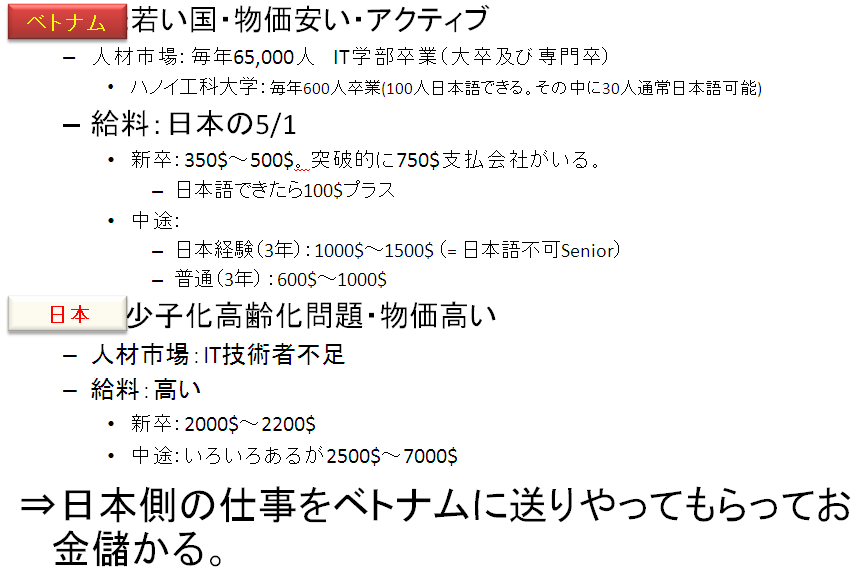 ベトナム 若い国・物価安い・アクティブ
– 人材市場：毎年65,000人　IT学部卒業（大卒及び専門卒）
• ハノイ工科大学：毎年600人卒業(100人日本語できる。その中に30人通常日本語可能)
– 給料：日本の5/1
• 新卒：350$～500$。突破的に750$支払会社がいる。
– 日本語できたら100$プラス
• 中途：
– 日本経験（3年）：1000$～1500$（= 日本語不可Senior）
– 普通（3年）：600$～1000$
日本 少子化高齢化問題・物価高い
– 人材市場：IT技術者不足
– 給料：高い
• 新卒：2000$～2200$
• 中途：いろいろあるが2500$～7000$
⇒日本側の仕事をベトナムに送りやってもらってお
金儲かる。